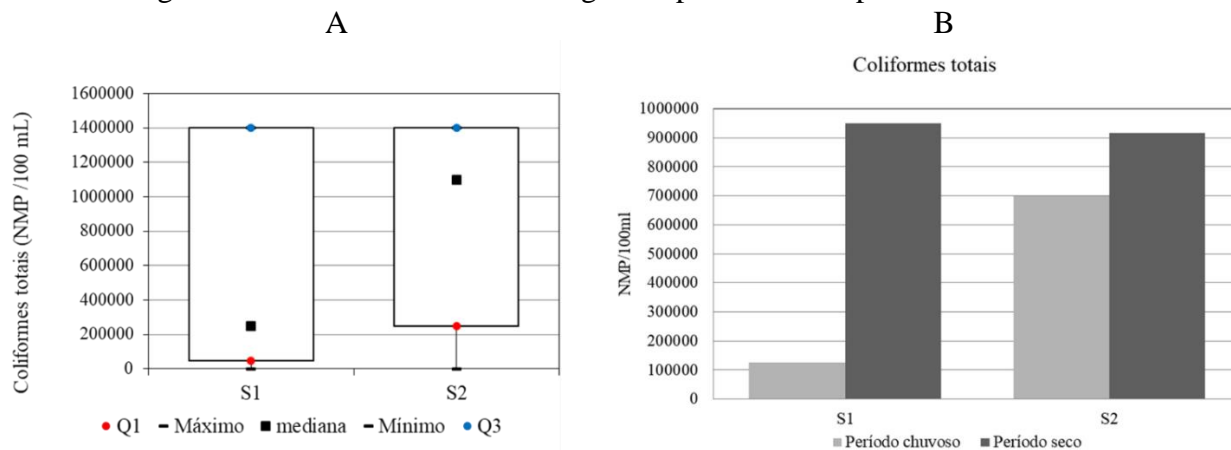 A
B
Coliformes totais (NMP /100 mL)
1600000
1400000
1200000
1000000
800000
600000
400000
200000
0
S1 S2
Q1 Máximo mediana Mínimo Q3
Coliformes totais
NMP/100ml
1000000
900000
800000
700000
600000
500000
400000
300000
200000
100000
0
S1 S2
Período chuvoso Período seco